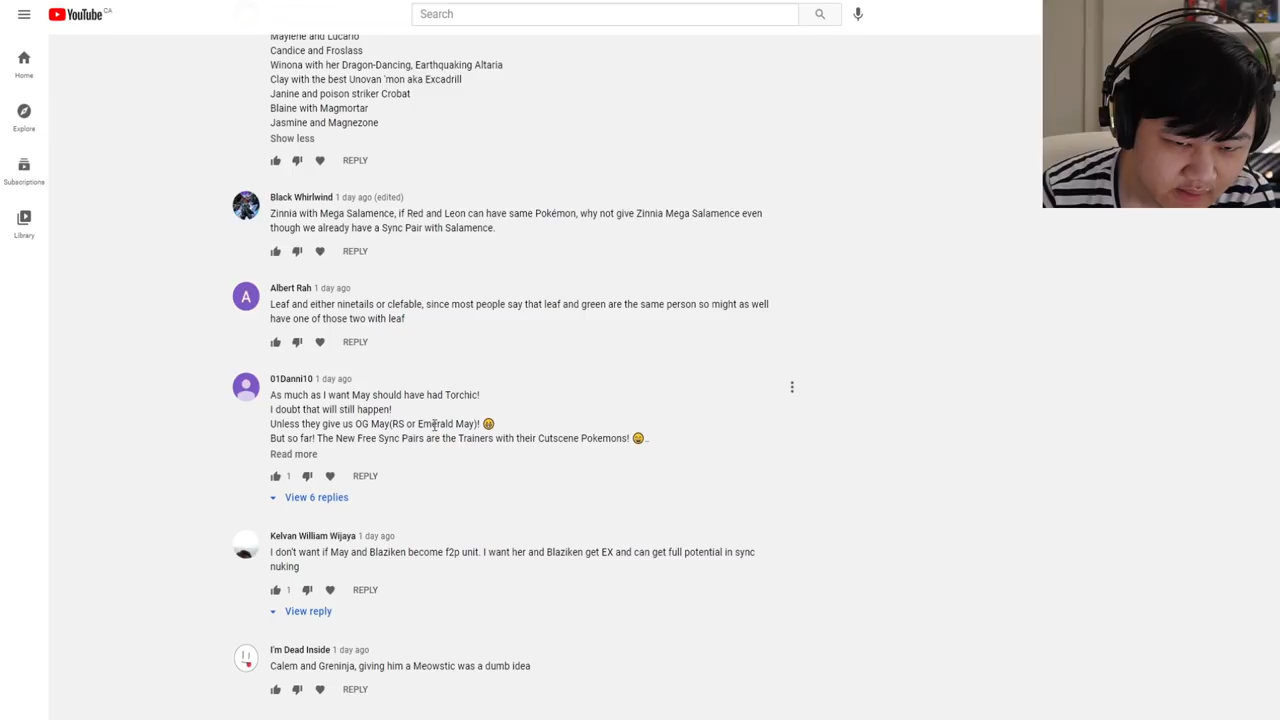 YouTube CA
Search
Home
Explore
Subscriptions
Library
Maylene and Lucario
Candice and Froslass
Winona with her Dragon-Dancing, Earthquaking Altaria
Clay with the best Unovan 'mon aka Excadrill
Janine and poison striker Crobat
Blaine with Magmortar
Jasmine and Magnezone
Show less
REPLY
Black Whirlwind 1 day ago (edited)
Zinnia with Mega Salamence, if Red and Leon can have same Pokémon, why not give Zinnia Mega Salamence even
though we already have a Sync Pair with Salamence.
REPLY
A
Albert Rah 1 day ago
Leaf and either ninetails or clefable, since most people say that leaf and green are the same person so might as well
have one of those two with leaf
REPLY
01Danni10 1 day ago
As much as I want May should have had Torchic!
I doubt that will still happen!
Unless they give us OG May(RS or Emerald May)!
But so far! The New Free Sync Pairs are the Trainers with their Cutscene Pokemons! ..
Read more
1 REPLY
View 6 replies
Kelvan William Wijaya 1 day ago
I don't want if May and Blaziken become f2p unit. I want her and Blaziken get EX and can get full potential in sync
nuking
1 REPLY
View reply
I'm Dead Inside 1 day ago
Calem and Greninja, giving him a Meowstic was a dumb idea
REPLY